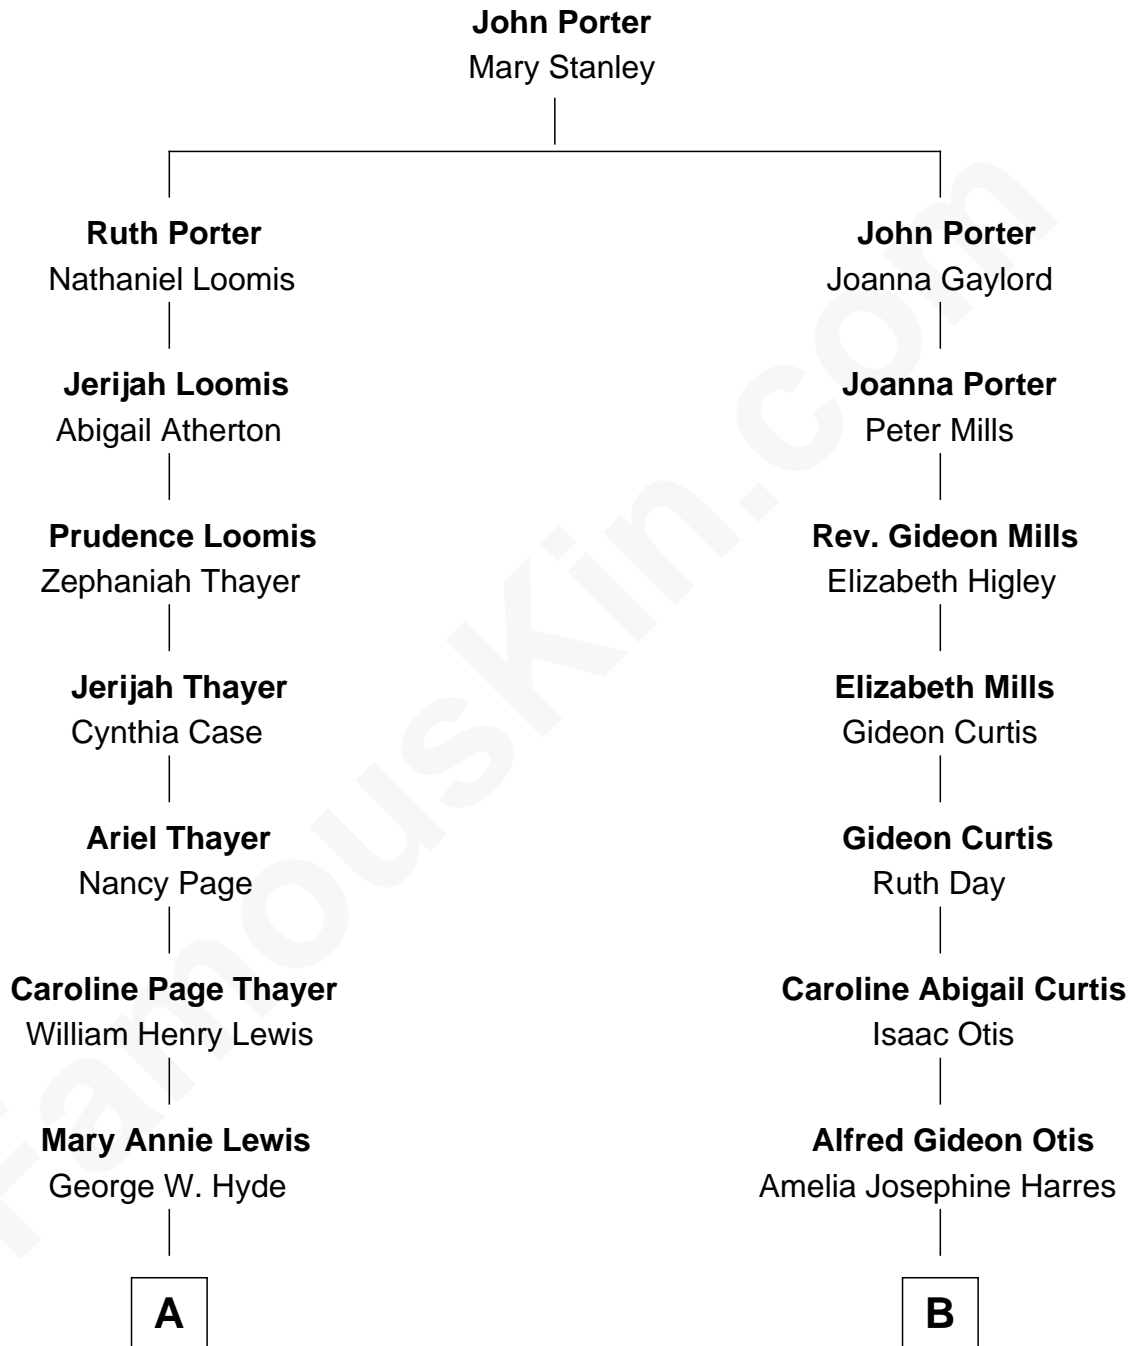 John Porter
Mary Stanley
Ruth Porter
Nathaniel Loomis
John Porter
Joanna Gaylord
Jerijah Loomis
Abigail Atherton
Joanna Porter
Peter Mills
Prudence Loomis
Zephaniah Thayer
Rev. Gideon Mills
Elizabeth Higley
Jerijah Thayer
Cynthia Case
Elizabeth Mills
Gideon Curtis
Ariel Thayer
Nancy Page
Gideon Curtis
Ruth Day
Caroline Page Thayer
William Henry Lewis
Caroline Abigail Curtis
Isaac Otis
Mary Annie Lewis
George W. Hyde
Alfred Gideon Otis
Amelia Josephine Harres
A
B
FamousKin.com